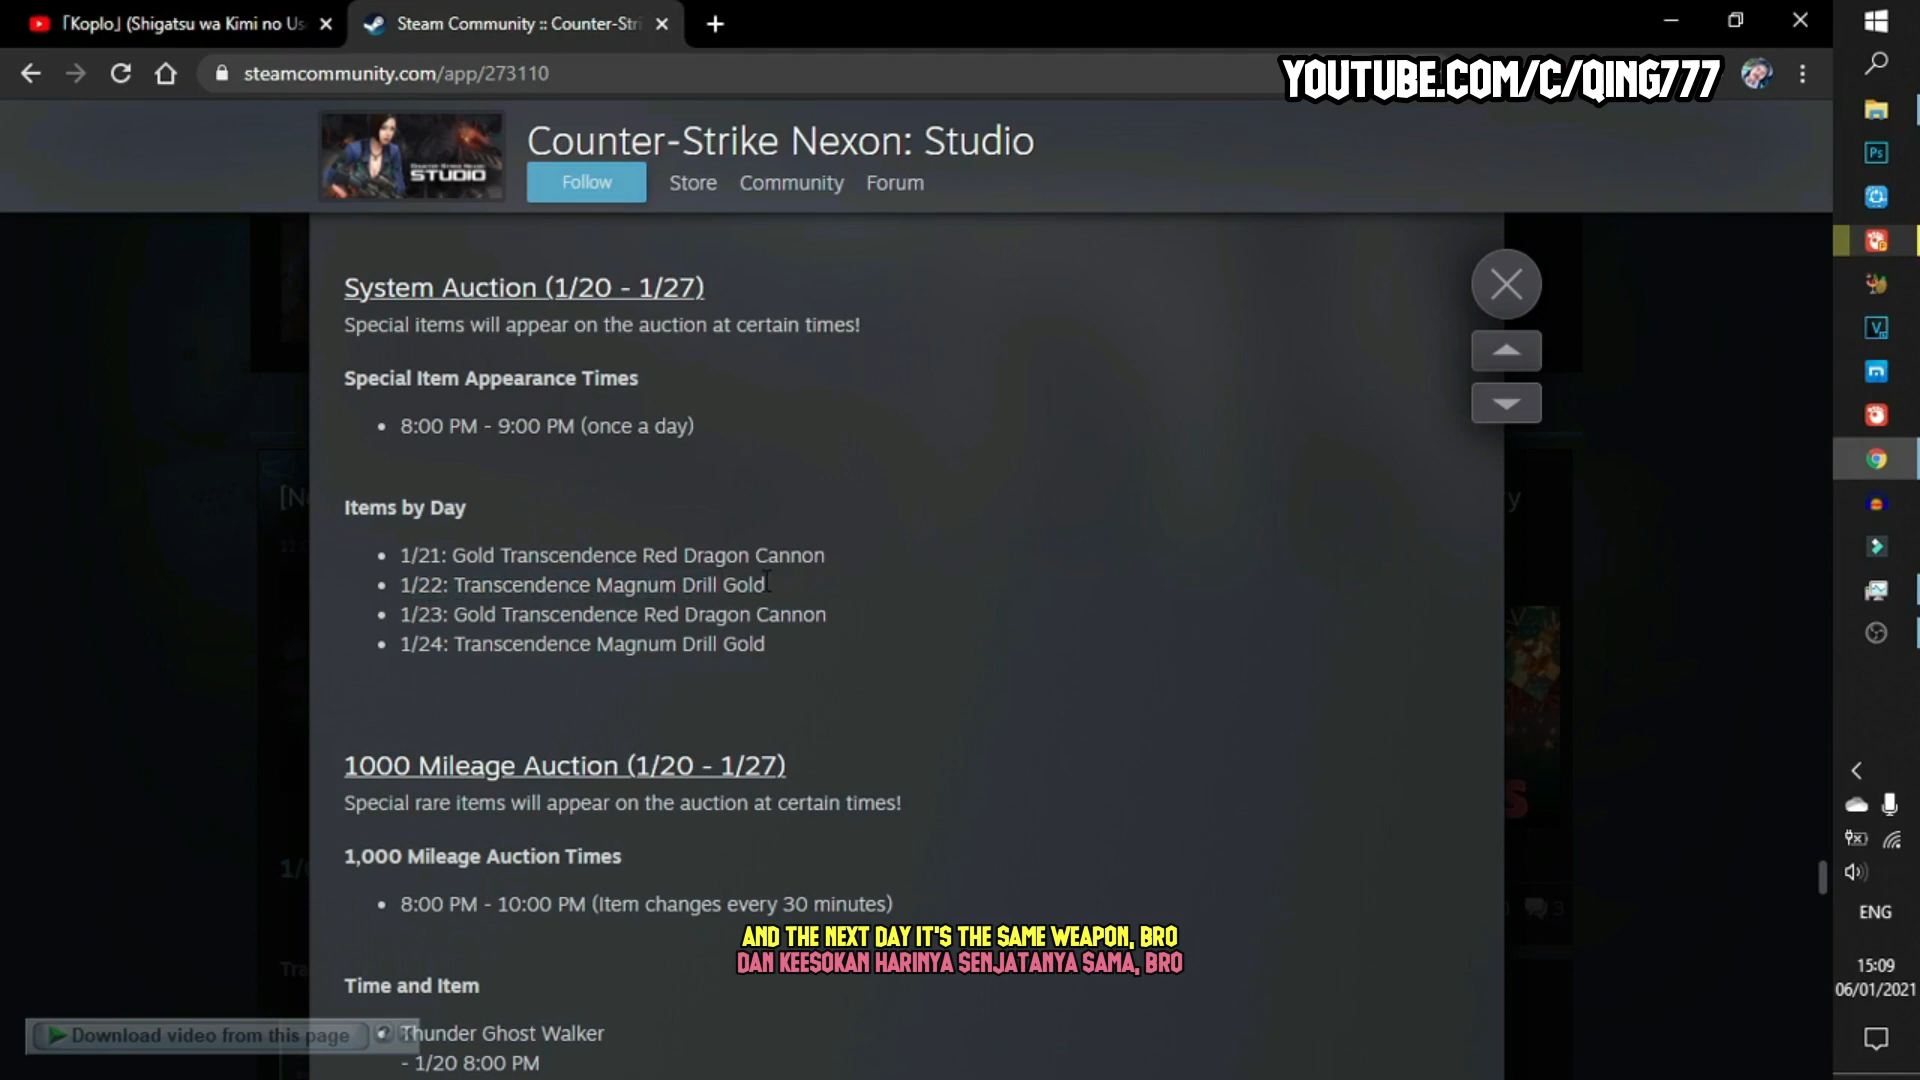 「Koplo」 (Shigatsu wa Kimi no Us
Steam Community :: Counter-Stri
steamcommunity.com/app/273110
YOUTUBE.COM/C/QING777
STUDIO
Counter-Strike Nexon: Studio
Follow
Store
Community
Forum
System Auction (1/20 - 1/27)
Special items will appear on the auction at certain times!
Special Item Appearance Times
• 8:00 PM - 9:00 PM (once a day)
Items by Day
• 1/21: Gold Transcendence Red Dragon Cannon
• 1/22: Transcendence Magnum Drill Gold
• 1/23: Gold Transcendence Red Dragon Cannon
• 1/24: Transcendence Magnum Drill Gold
1000 Mileage Auction (1/20 - 1/27)
Special rare items will appear on the auction at certain times!
1,000 Mileage Auction Times
• 8:00 PM - 10:00 PM (Item changes every 30 minutes)
AND THE NEXT DAY IT'S THE SAME WEAPON, BRO
DAN KEESOKAN HARINYA SENJATANYA SAMA, BRO
Time and Item
Thunder Ghost Walker
- 1/20 8:00 PM
Download video from this page
Ps
ENG
15:09
06/01/2021